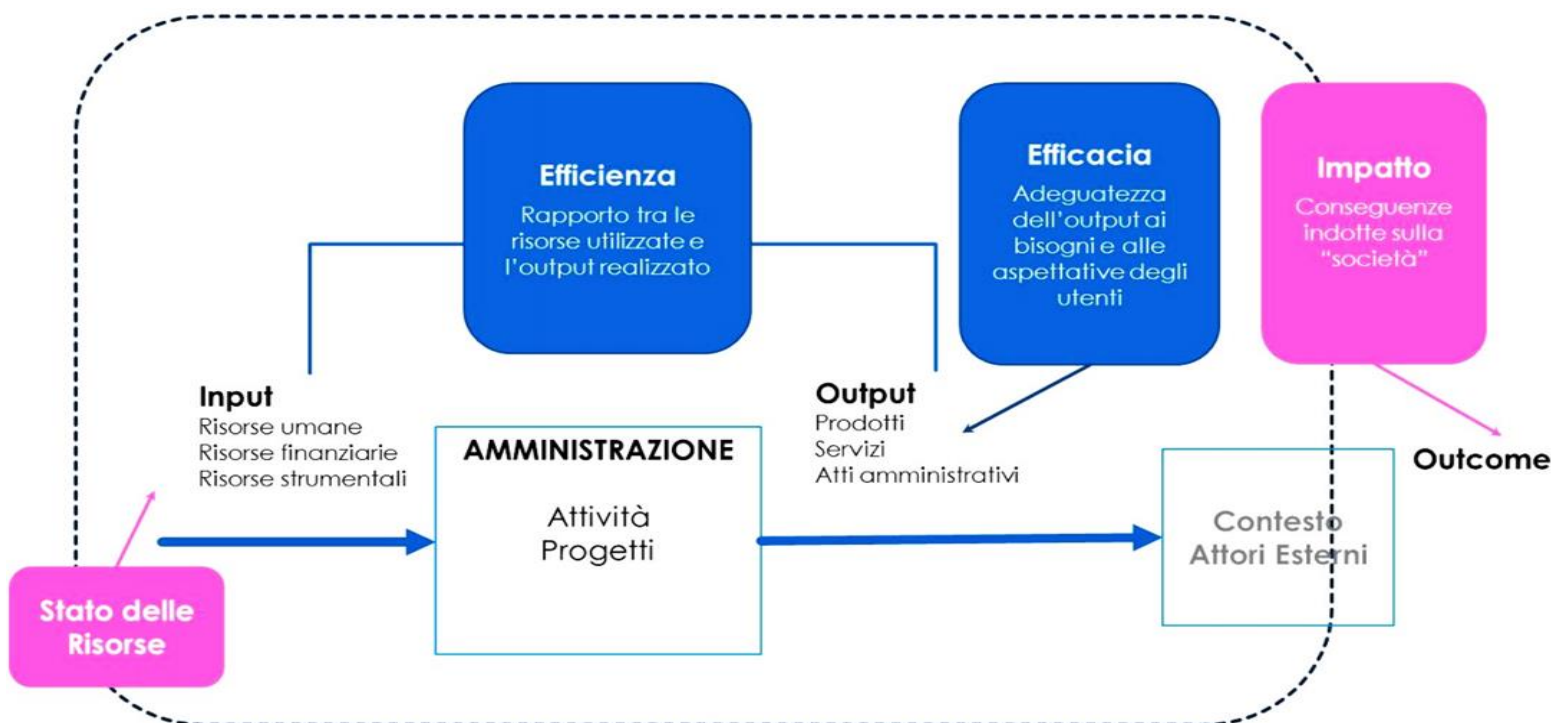 Efficienza
Rapporto tra le
risorse utilizzate e
l'output realizzato
Efficacia
Adeguatezza
dell'output ai
bisogni e alle
aspettative degli
utenti
Impatto
Conseguenze
indotte sulla
"società"
Input
Risorse umane
Risorse finanziarie
Risorse strumentali
AMMINISTRAZIONE
Attività
Progetti
Output
Prodotti
Servizi
Atti amministrativi
Outcome
Contesto
Attori Esterni
Stato delle
Risorse